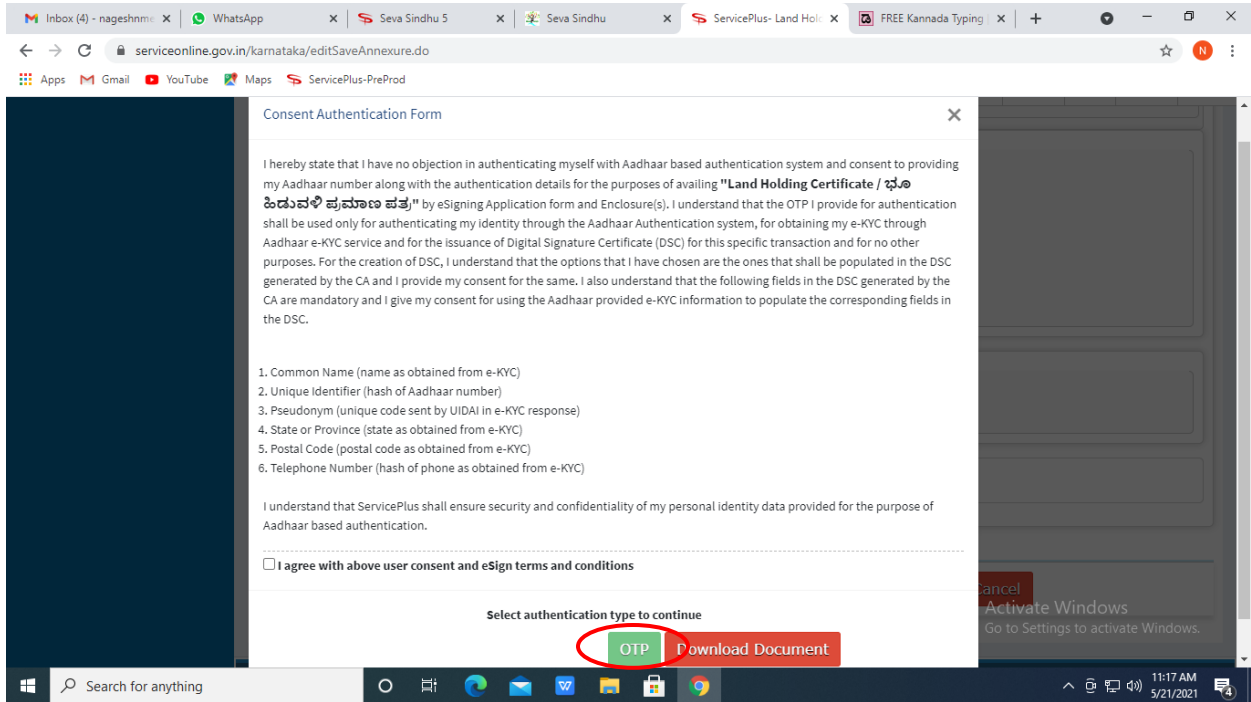 Inbox (4) - nageshnme
WhatsApp
Seva Sindhu 5
Seva Sindhu
ServicePlus- Land Hol
FREE Kannada Typing
serviceonline.gov.in/karnataka/editSaveAnnexure.do
N
Apps
Gmail
YouTube
Maps
ServicePlus-PreProd
Consent Authentication Form
I hereby state that I have no objection in authenticating myself with Aadhaar based authentication system and consent to providing
my Aadhaar number along with the authentication details for the purposes of availing "Land Holding Certificate / ಭೂ
ಹಿಡುವಳಿ ಪ್ರಮಾಣ ಪತ್ರ" by eSigning Application form and Enclosure(s). I understand that the OTP I provide for authentication
shall be used only for authenticating my identity through the Aadhaar Authentication system, for obtaining my e-KYC through
Aadhaar e-KYC service and for the issuance of Digital Signature Certificate (DSC) for this specific transaction and for no other
purposes. For the creation of DSC, I understand that the options that I have chosen are the ones that shall be populated in the DSC
generated by the CA and I provide my consent for the same. I also understand that the following fields in the DSC generated by the
CA are mandatory and I give my consent for using the Aadhaar provided e-KYC information to populate the corresponding fields in
the DSC.
1. Common Name (name as obtained from e-KYC)
2. Unique Identifier (hash of Aadhaar number)
3. Pseudonym (unique code sent by UIDAI in e-KYC response)
4. State or Province (state as obtained from e-KYC)
5. Postal Code (postal code as obtained from e-KYC)
6. Telephone Number (hash of phone as obtained from e-KYC)
I understand that ServicePlus shall ensure security and confidentiality of my personal identity data provided for the purpose of
Aadhaar based authentication.
I agree with above user consent and eSign terms and conditions
Cancel
Select authentication type to continue
Activate Windows
Go to Settings to activate Windows.
OTP
Download Document
Search for anything
11:17 AM
5/21/2021
4